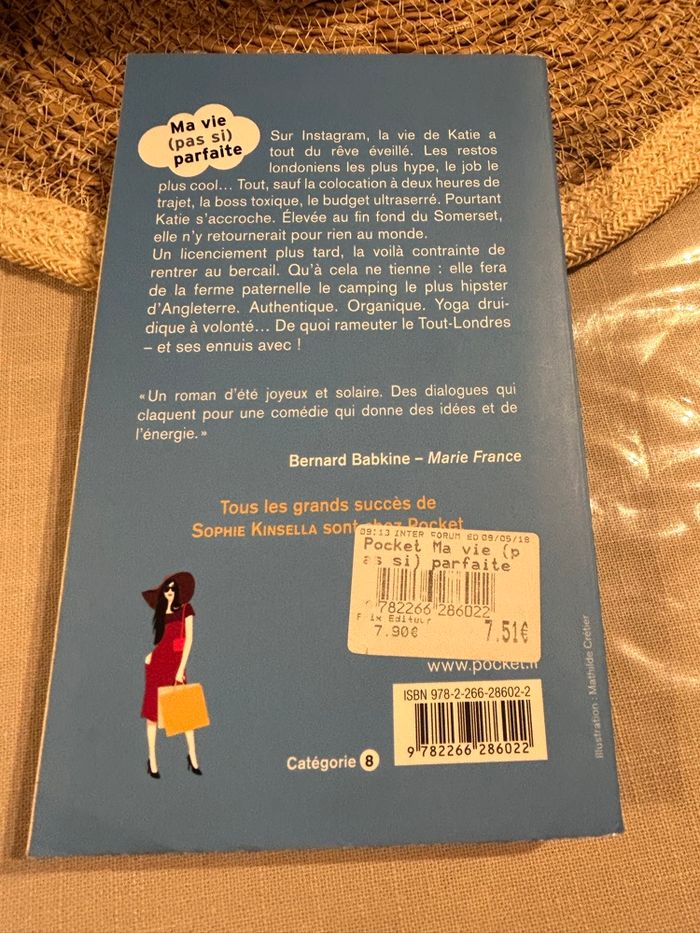 Ma vie
(pas si)
parfaite
Sur Instagram, la vie de Katie a
tout du rêve éveillé. Les restos
londoniens les plus hype, le job le
plus cool... Tout, sauf la colocation à deux heures de
trajet, la boss toxique, le budget ultraserré. Pourtant
Katie s'accroche. Élevée au fin fond du Somerset,
elle n'y retournerait pour rien au monde.
Un licenciement plus tard, la voilà contrainte de
rentrer au bercail. Qu'à cela ne tienne : elle fera
de la ferme paternelle le camping le plus hipster
d'Angleterre. Authentique. Organique. Yoga drui-
dique à volonté... De quoi rameuter le Tout-Londres
– et ses ennuis avec !
« Un roman d'été joyeux et solaire. Des dialogues qui
claquent pour une comédie qui donne des idées et de
l'énergie. »
Bernard Babkine – Marie France
Tous les grands succès de
SOPHIE KINSELLA sont chez Pocket
09:13 INTER FORUM ED 09/05/18
Pocket Ma vie (p
as si) parfaite
782266 286022
Editeur
7.90€ 7.51€
www.pocket.
ISBN 978-2-266-28602-2
9 782266 286022
Catégorie 8
Illustration : Mathilde Crétier